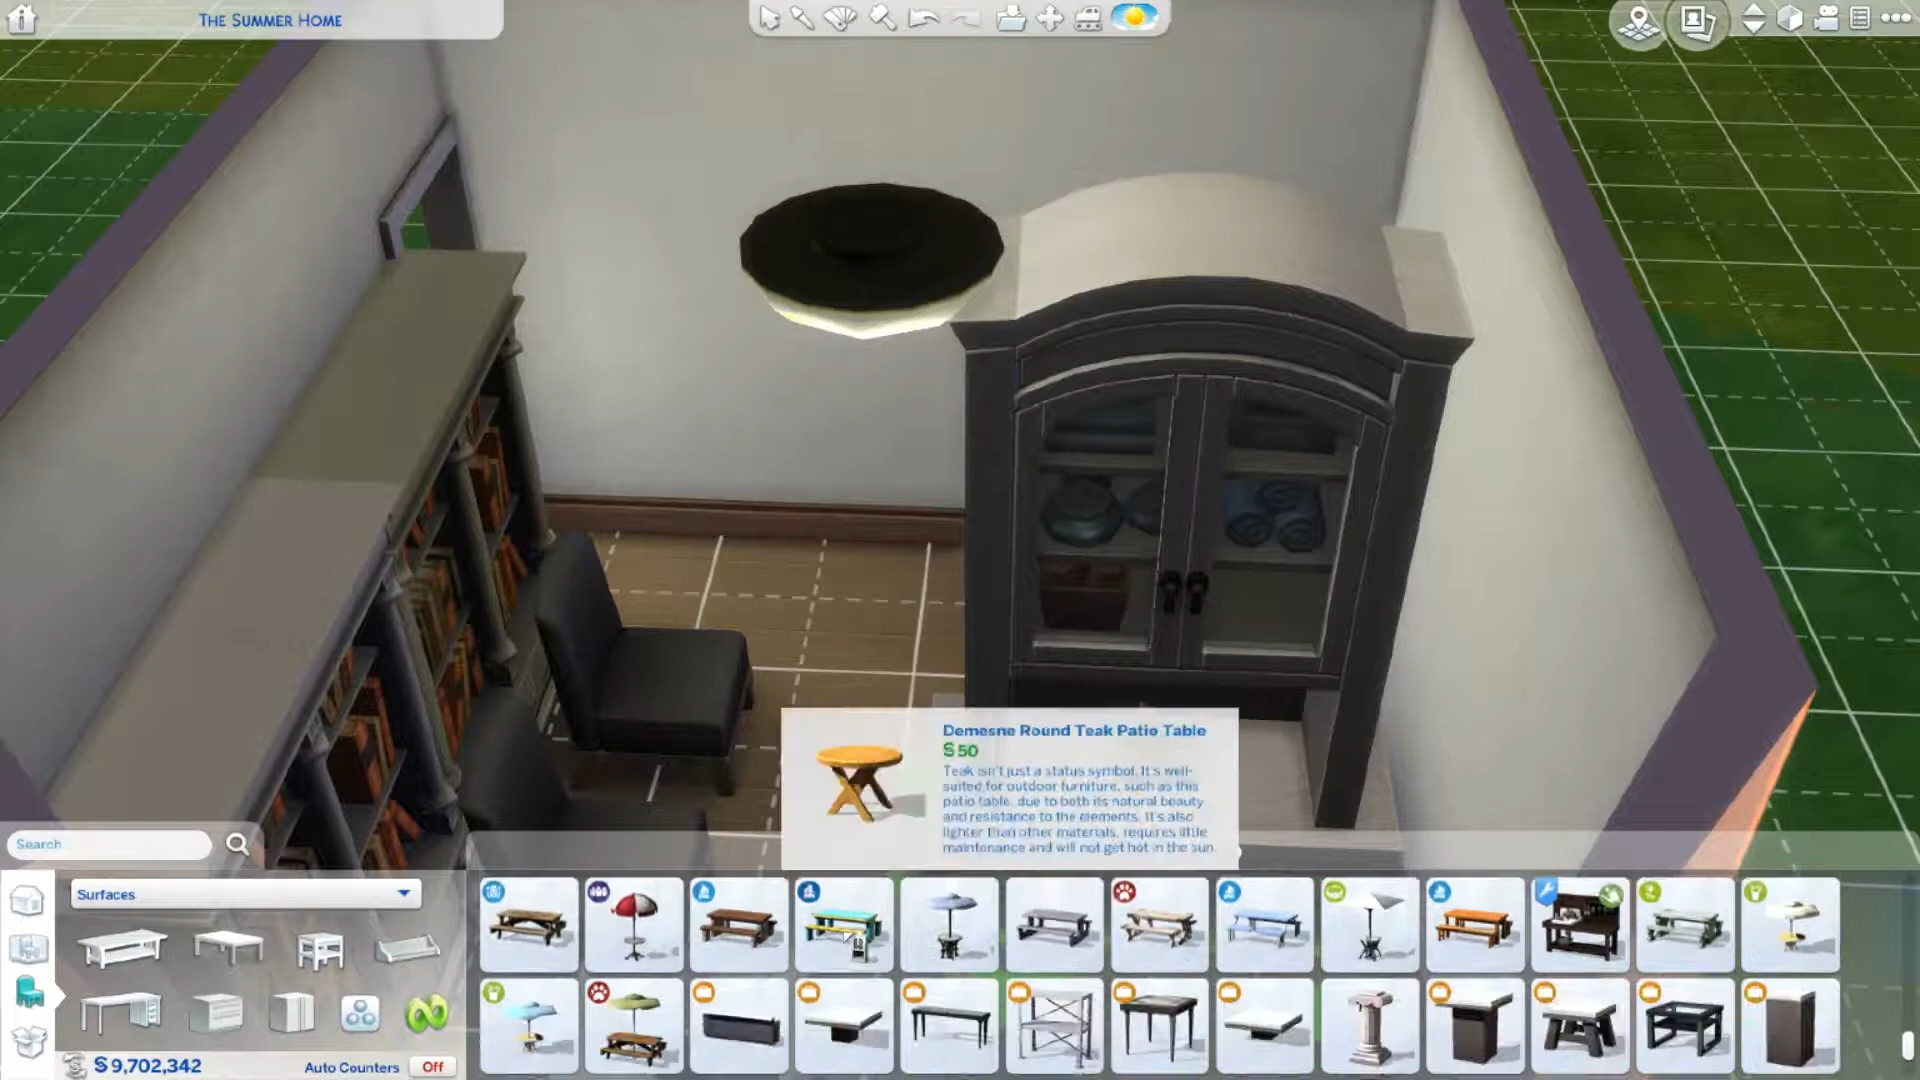 The Summer Home
Demesne Round Teak Patio Table
§50
Teak isn't just a status symbol. It's well-
suited for outdoor furniture, such as this
patio table, due to both its natural beauty
and resistance to the elements. It's also
lighter than other materials, requires little
maintenance and will not get hot in the sun.
Search
Surfaces
§9,702,342
Auto Counters
Off